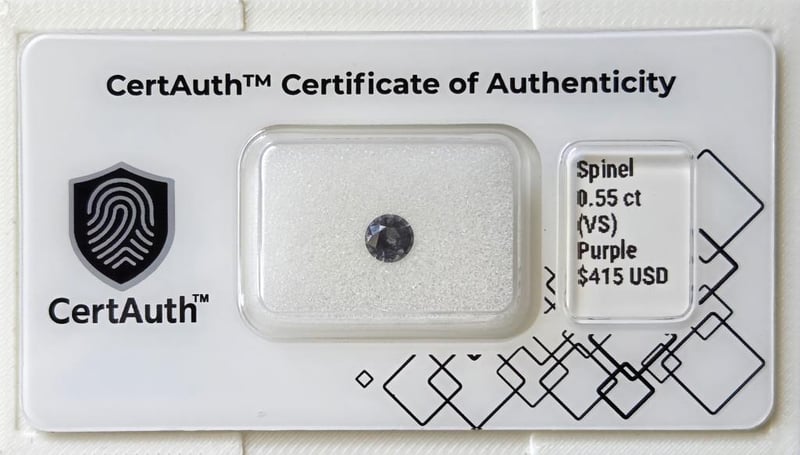 CertAuth™ Certificate of Authenticity
Spinel
0.55 ct
(VS)
Purple
$415 USD
CertAuth™